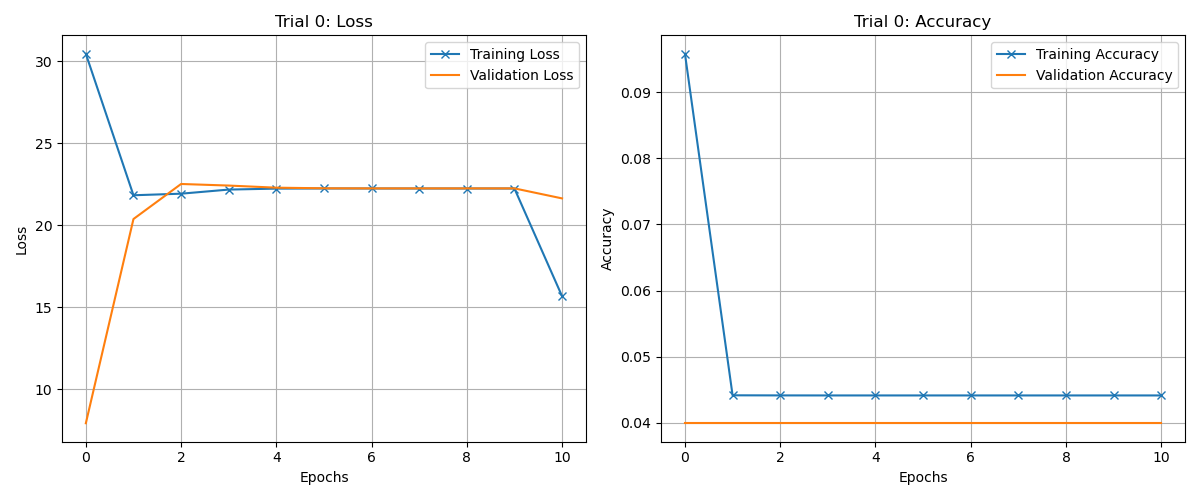 Trial 0: Loss
Training Loss
Validation Loss
30
25
20
15
10
Loss
0 2 4 6 8 10
Epochs
Trial 0: Accuracy
Training Accuracy
Validation Accuracy
0.09
0.08
0.07
0.06
0.05
0.04
Accuracy
0 2 4 6 8 10
Epochs